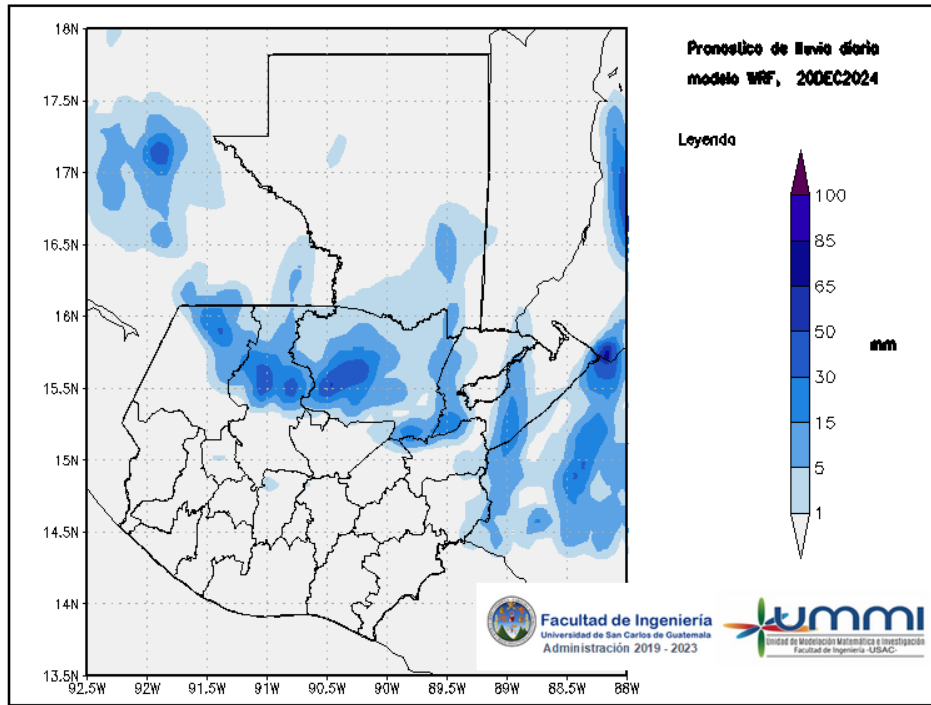 Pronostico de lluvia diaria
modelo WRF, 20DEC2024
Leyenda
100
85
65
50
30
15
5
1
mm
18N
17.5N
17N
16.5N
16N
15.5N
15N
14.5N
14N
13.5N
92.5W
92W
91.5W
91W
90.5W
90W
89.5W
89W
88.5W
88W
Facultad de Ingeniería
Universidad de San Carlos de Guatemala
Administración 2019 - 2023
ummi
Unidad de Modelación Matemática e Investigación
Facultad de Ingeniería -USAC-